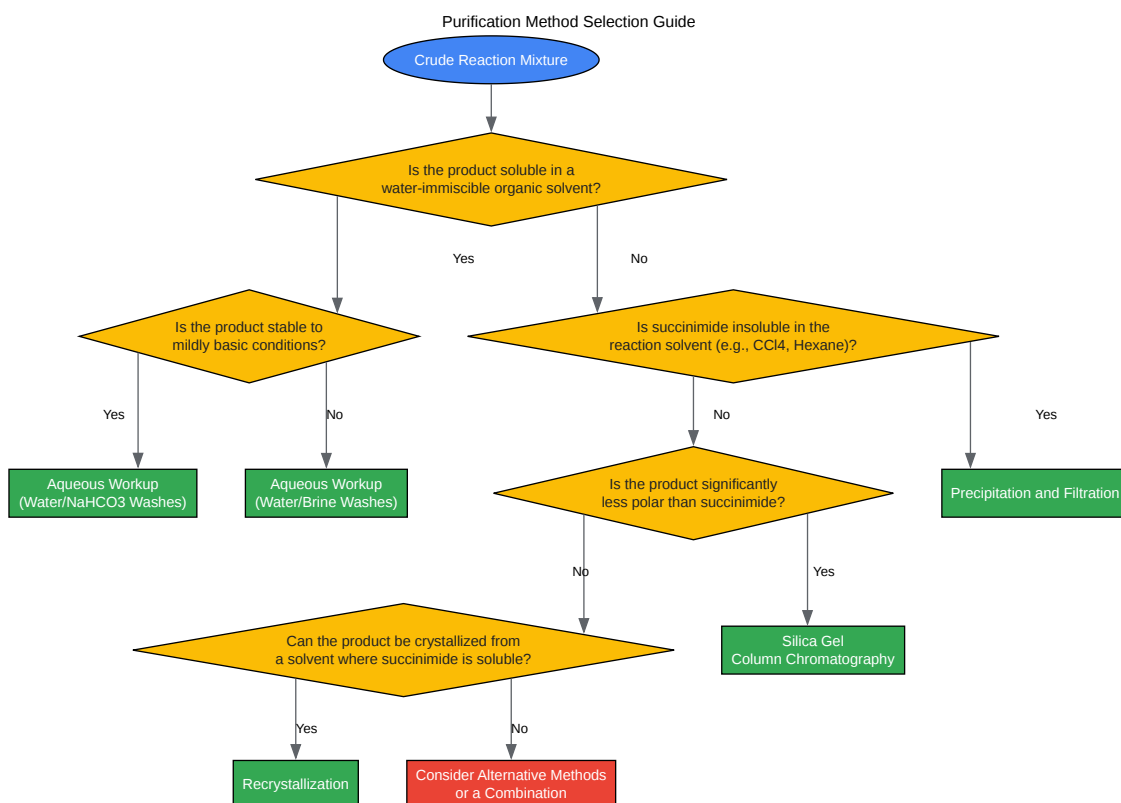 Purification Method Selection Guide
Crude Reaction Mixture
Is the product soluble in a
water-immiscible organic solvent?
Yes
No
Is the product stable to
mildly basic conditions?
Is succinimide insoluble in the
reaction solvent (e.g., CCl4, Hexane)?
Yes
No
No
Yes
Aqueous Workup
(Water/NaHCO3 Washes)
Aqueous Workup
(Water/Brine Washes)
Is the product significantly
less polar than succinimide?
Precipitation and Filtration
No
Yes
Can the product be crystallized from
a solvent where succinimide is soluble?
Silica Gel
Column Chromatography
Yes
No
Recrystallization
Consider Alternative Methods
or a Combination